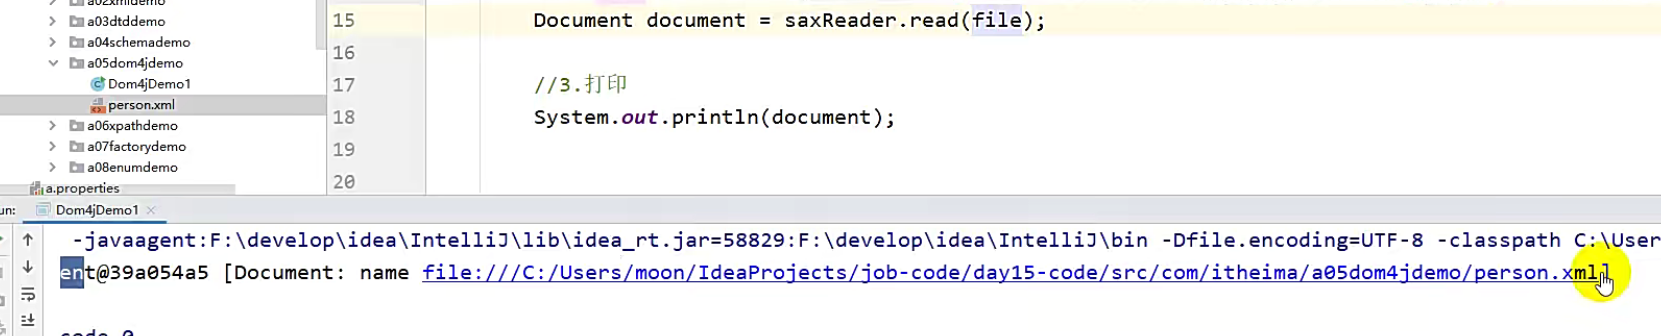 a02xmldemo
a03dtddemo
a04schemademo
a05dom4jdemo
Dom4jDemo1
person.xml
a06xpathdemo
a07factorydemo
a08enumdemo
a.properties
15 Document document = saxReader.read(file);
16
17 //3.打印
18 System.out.println(document);
19
20
un: Dom4jDemo1
-javaagent:F:\develop\idea\IntelliJ\lib\idea_rt.jar=58829:F:\develop\idea\IntelliJ\bin -Dfile.encoding=UTF-8 -classpath C:\User
ent@39a054a5 [Document: name file:///C:/Users/moon/IdeaProjects/job-code/day15-code/src/com/itheima/a05dom4jdemo/person.xml]
code 0